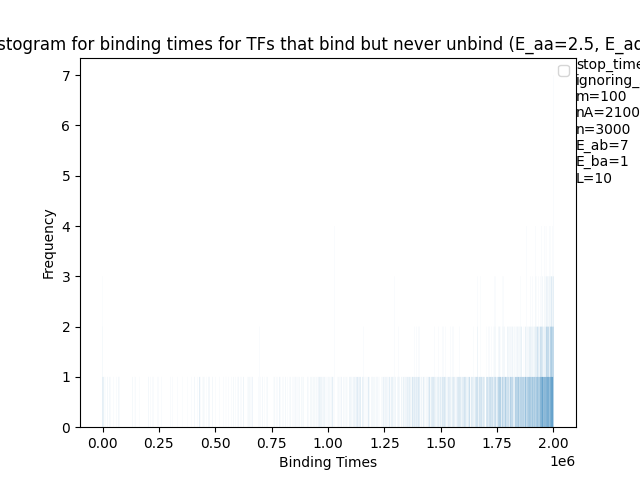 stogram for binding times for TFs that bind but never unbind (E_aa=2.5, E_ad
stop_time
ignoring_
m=100
nA=2100
n=3000
E_ab=7
E_ba=1
L=10
7
6
5
4
3
2
1
0
Frequency
0.00 0.25 0.50 0.75 1.00 1.25 1.50 1.75 2.00
1e6
Binding Times